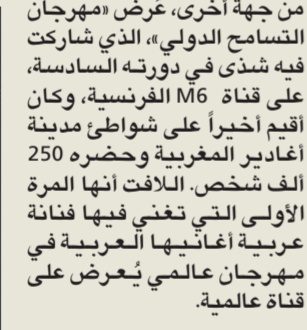 من جهة أخرى، عُرض «مهرجان
التسامح الدولي»، الذي شاركت
فيه شذى في دورته السادسة،
على قناة M6 الفرنسية، وكان
أقيم أخيراً على شواطئ مدينة
أغادير المغربية وحضره 250
ألف شخص. اللافت أنها المرة
الأولى التي تغني فيها فنانة
عربية أغانيها العربية في
مهرجان عالمي يُعرض على
قناة عالمية.